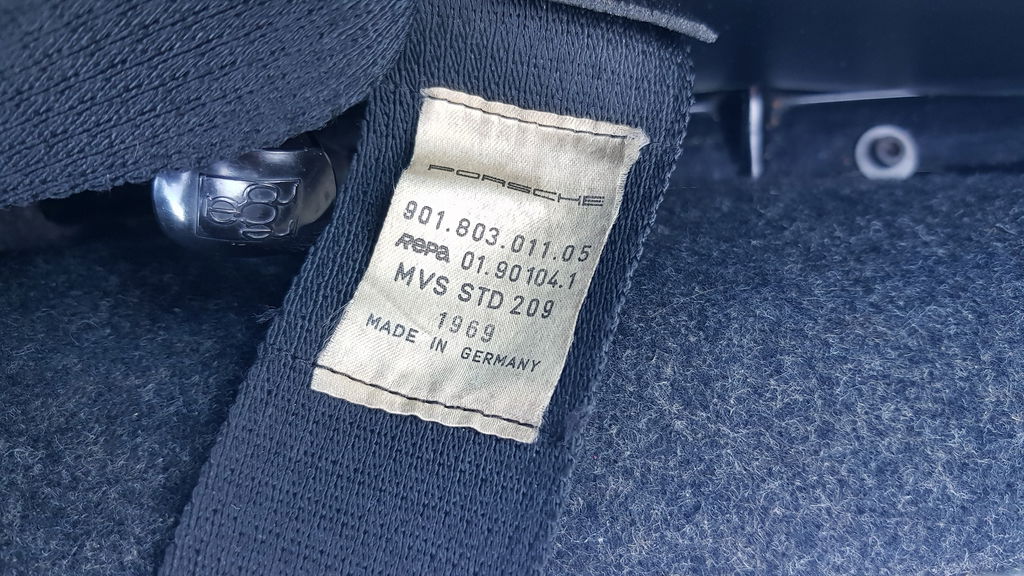 PORSCHE
901.803.011.05
Repa 01.90104.1
MVS STD 209
1969
MADE IN GERMANY